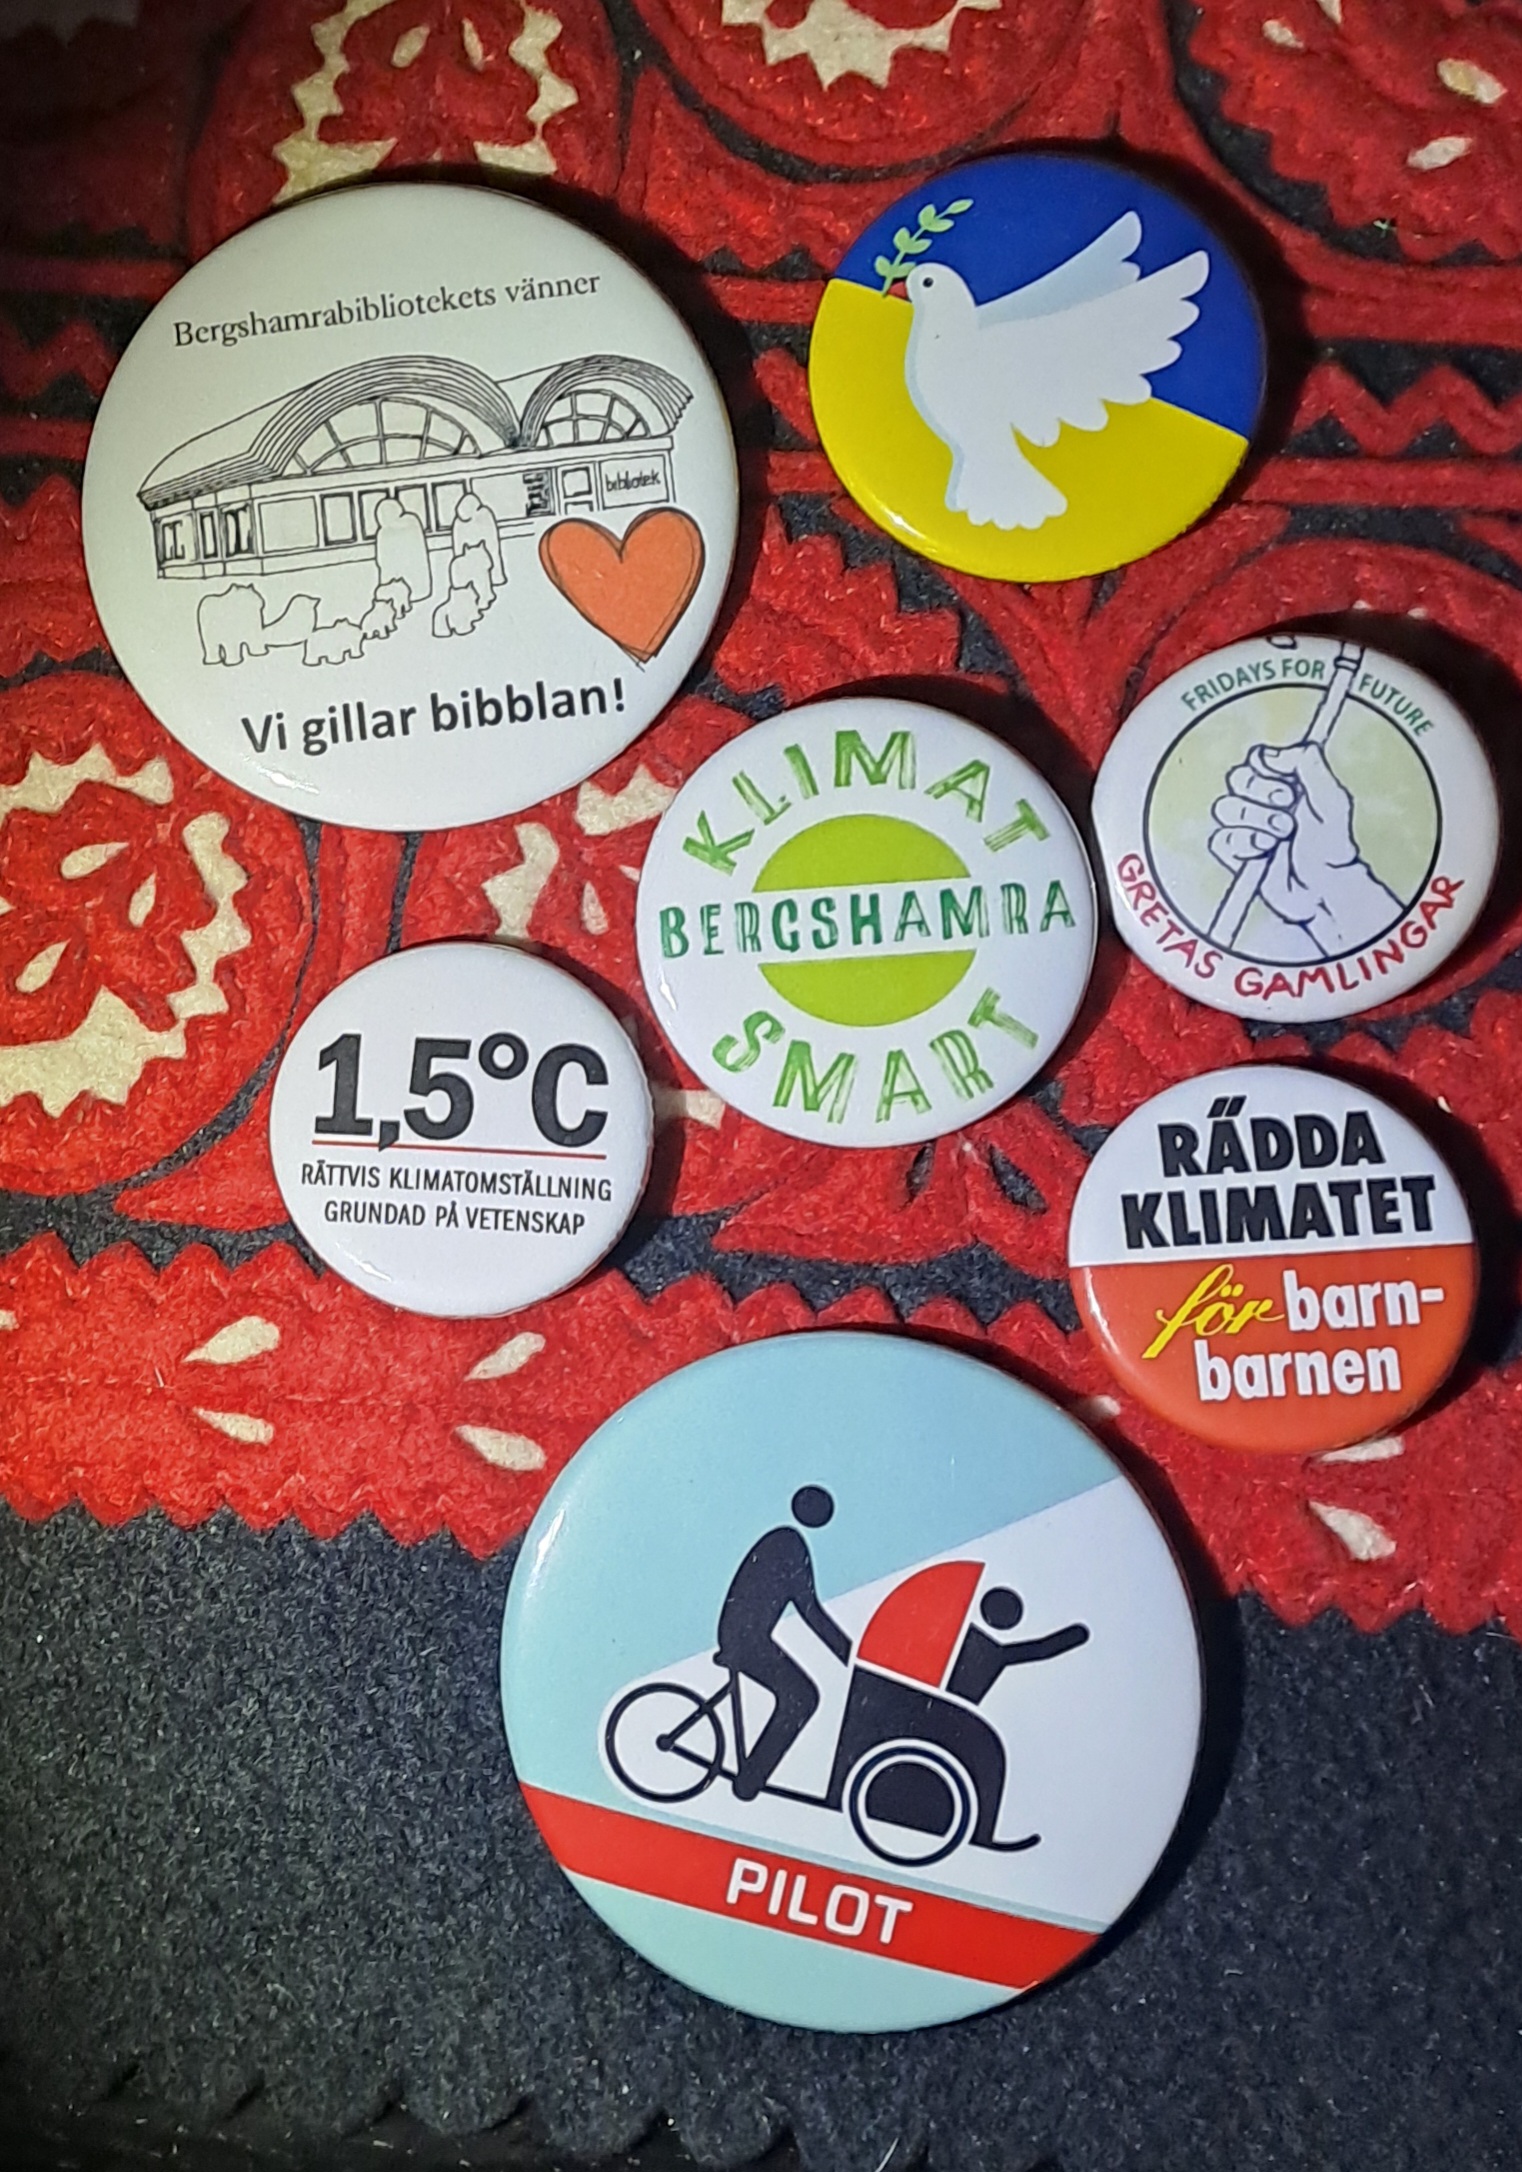 Bergshamrabibliotekets vänner
bibliotek
Vi gillar bibblan!
FRIDAYS FOR FUTURE
GRETAS GAMLINGAR
KLIMAT
BERGSHAMRA
SMART
1,5°C
RÄTTVIS KLIMATOMSTÄLLNING
GRUNDAD PÅ VETENSKAP
RÄDDA
KLIMATET
för barn-
barnen
PILOT